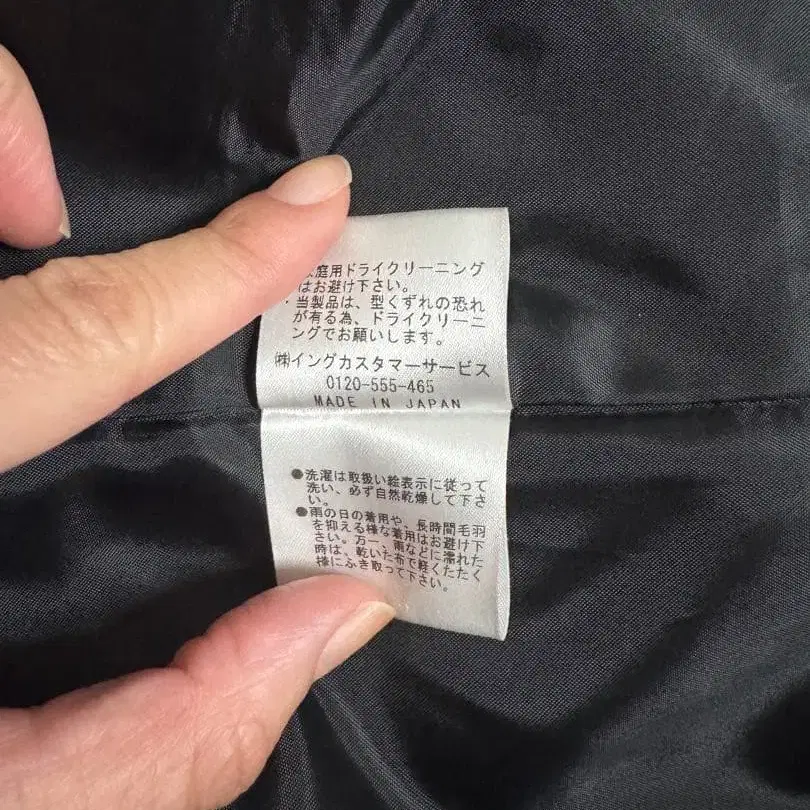 庭用ドライクリーニング
はお避け下さい。
・当製品は、型くずれの恐れ
が有る為、ドライクリーニ
ングでお願いします。
㈱イングカスタマーサービス
0120-555-465
MADE IN JAPAN
●洗濯は取扱い絵表示に従って
洗い、必ず自然乾燥して下さ
い。
●雨の日の着用や、長時間毛羽
を抑える様な着用はお避け下
さい。万一、雨などに濡れた
時は、乾いた布で軽くたたく
様にふき取って下さい。